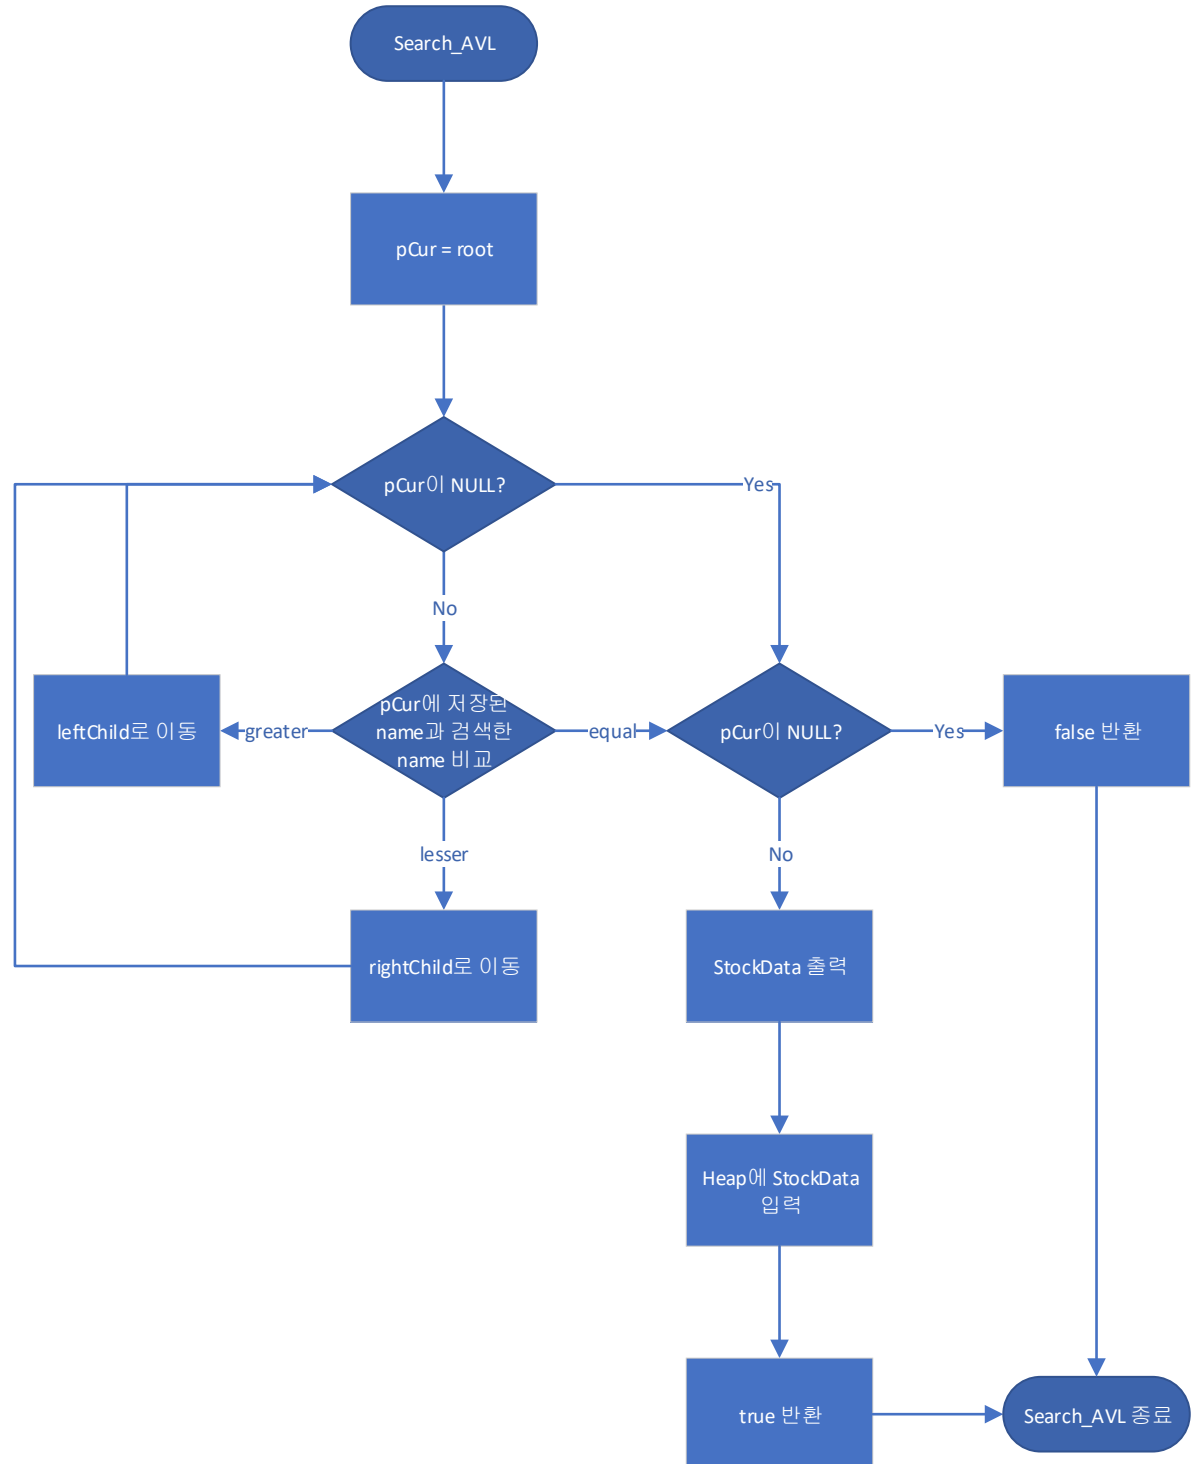 Search_AVL
pCur = root
pCur이 NULL?
Yes
No
leftChild로 이동
greater
pCur에 저장된
name과 검색한
name 비교
equal
pCur이 NULL?
Yes
false 반환
lesser
No
rightChild로 이동
StockData 출력
Heap에 StockData
입력
true 반환
Search_AVL 종료